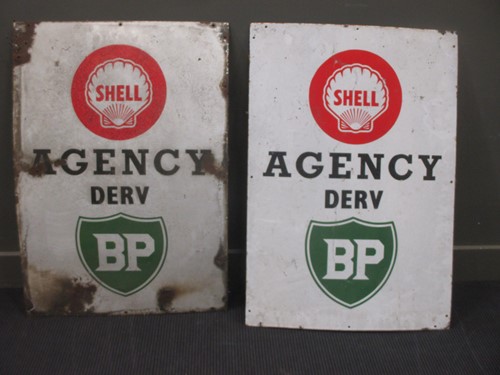 SHELL
AGENCY
DERV
BP
SHELL
AGENCY
DERV
BP